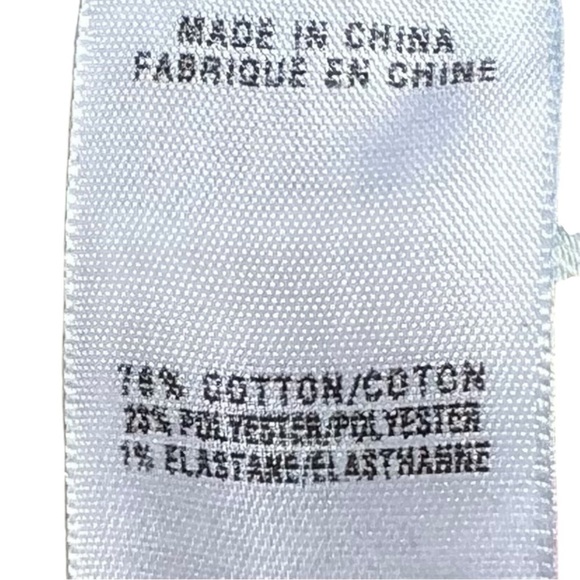 MADE IN CHINA
FABRIQUE EN CHINE
76% COTTON/COTON
23% POLYESTER/POLYESTER
1% ELASTANE/ELASTHANNE